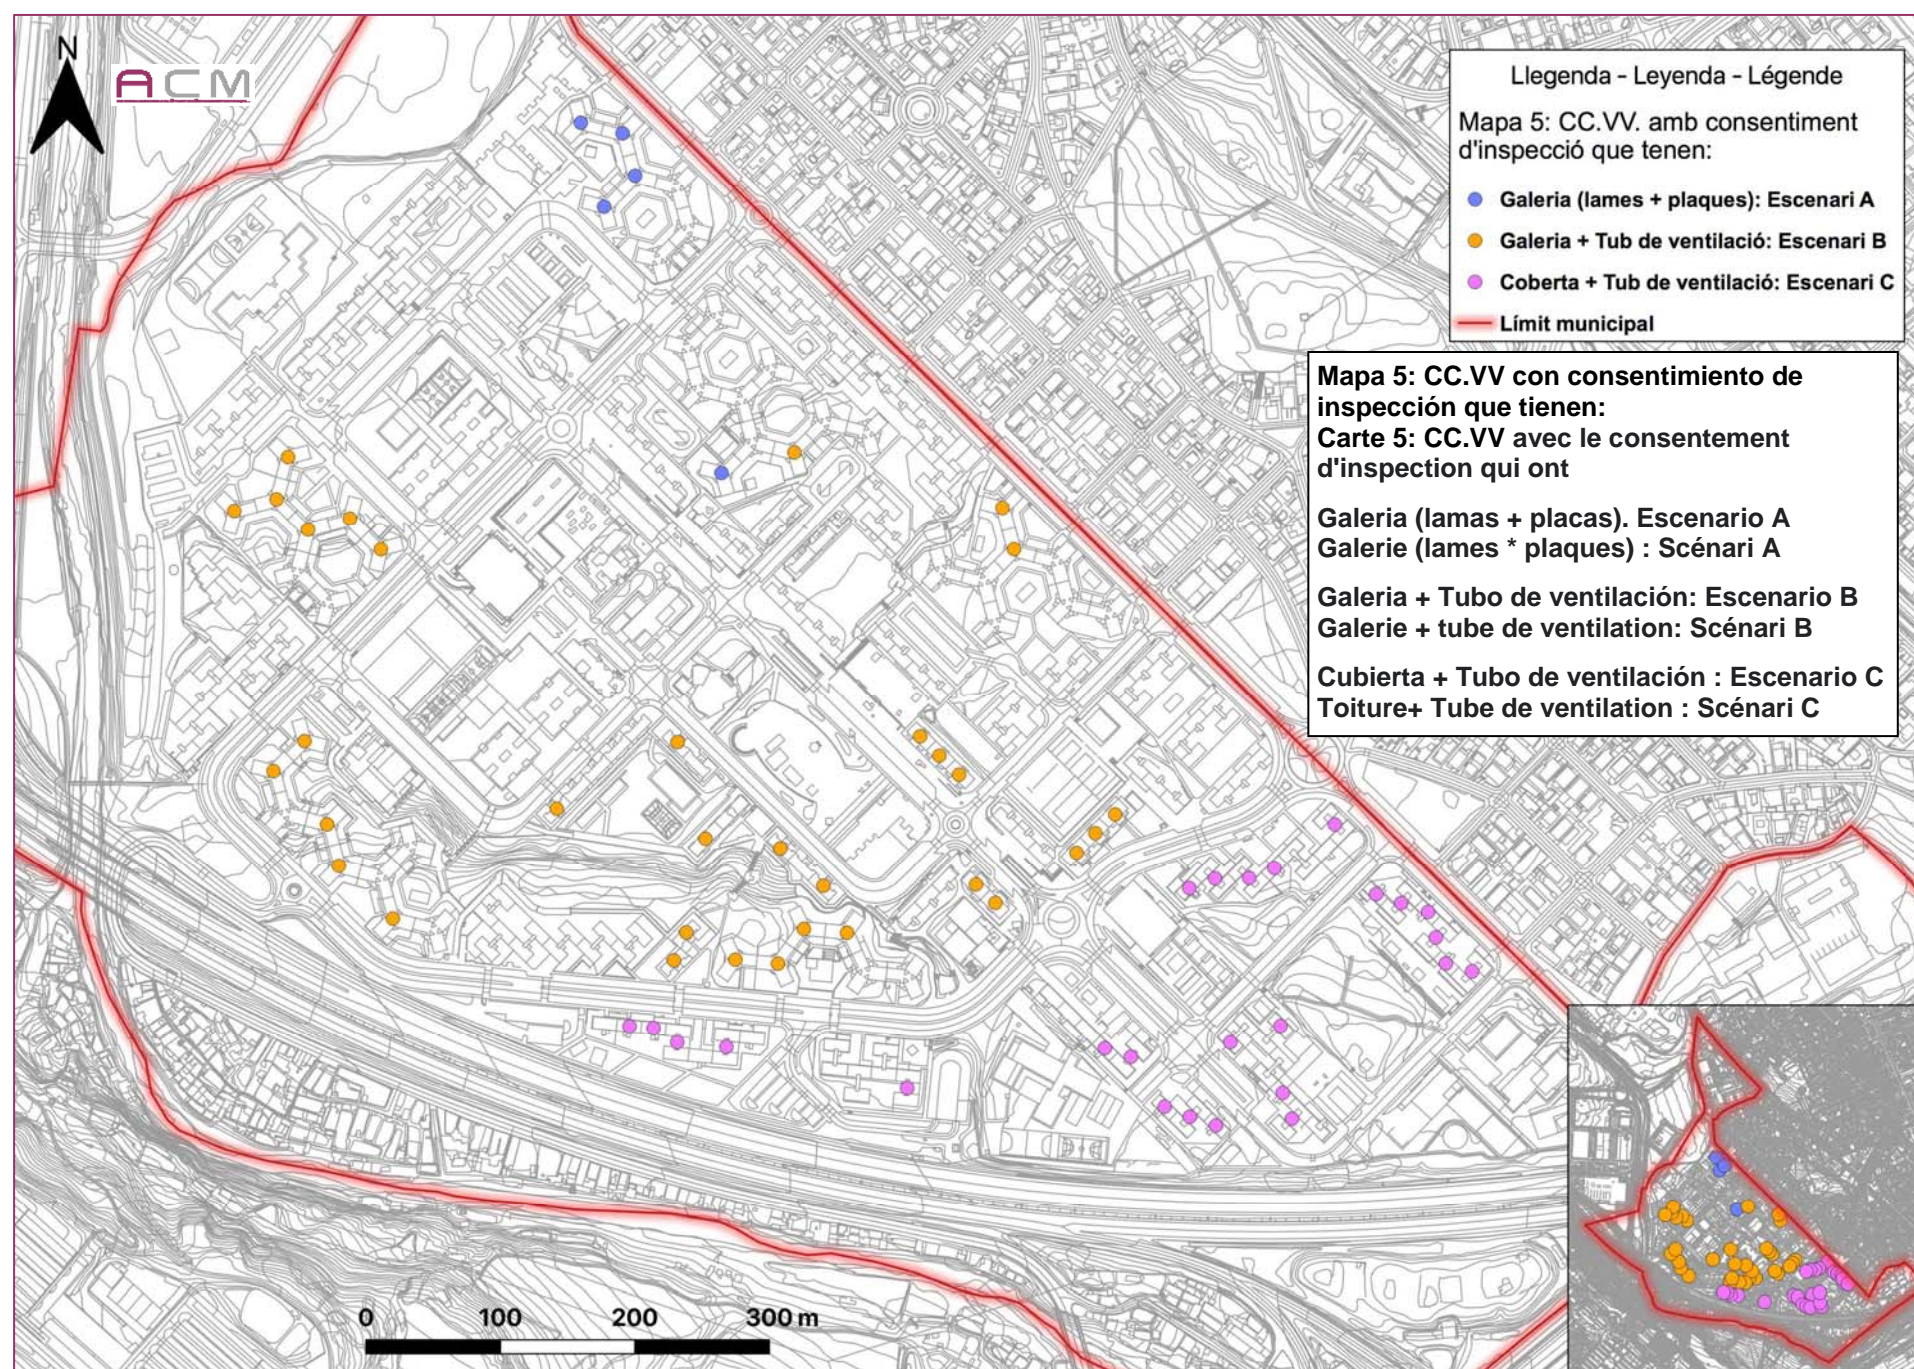 N
ACM
Llegenda - Leyenda - Légende
Mapa 5: CC.VV. amb consentiment
d'inspecció que tenen:
Galeria (lames + plaques): Escenari A
Galeria + Tub de ventilació: Escenari B
Coberta + Tub de ventilació: Escenari C
Límit municipal
Mapa 5: CC.VV con consentimiento de
inspección que tienen:
Carte 5: CC.VV avec le consentement
d'inspection qui ont
Galeria (lamas + placas). Escenario A
Galerie (lames * plaques) : Scénari A
Galeria + Tubo de ventilación: Escenario B
Galerie + tube de ventilation: Scénari B
Cubierta + Tubo de ventilación : Escenario C
Toiture+ Tube de ventilation : Scénari C
0 100 200 300 m